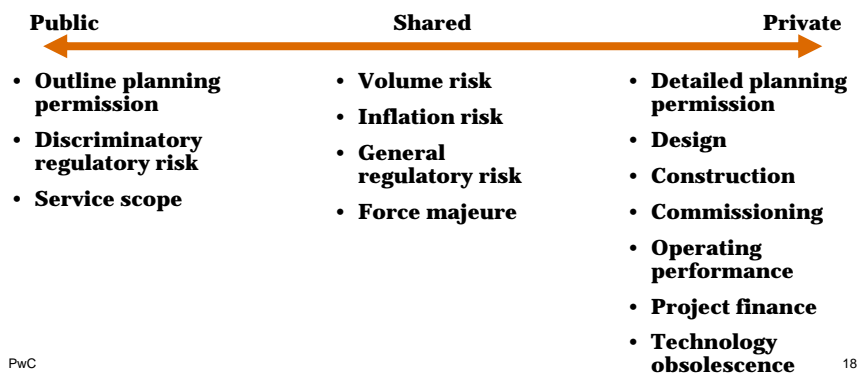 Public
Shared
Private
• Outline planning
permission
• Discriminatory
regulatory risk
• Service scope
• Volume risk
• Inflation risk
• General
regulatory risk
• Force majeure
• Detailed planning
permission
• Design
• Construction
• Commissioning
• Operating
performance
• Project finance
• Technology
obsolescence
PwC
18